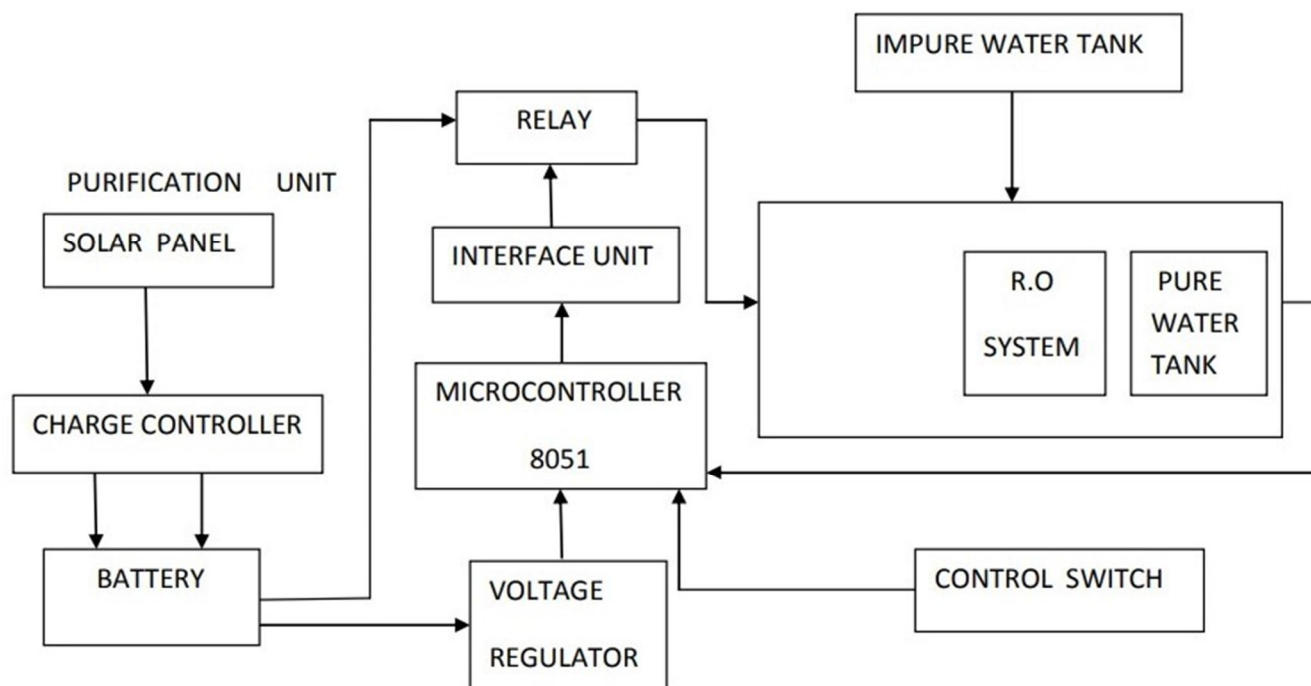 IMPURE WATER TANK
RELAY
PURIFICATION UNIT
SOLAR PANEL
INTERFACE UNIT
R.O
SYSTEM
PURE
WATER
TANK
MICROCONTROLLER
8051
CHARGE CONTROLLER
BATTERY
VOLTAGE
REGULATOR
CONTROL SWITCH